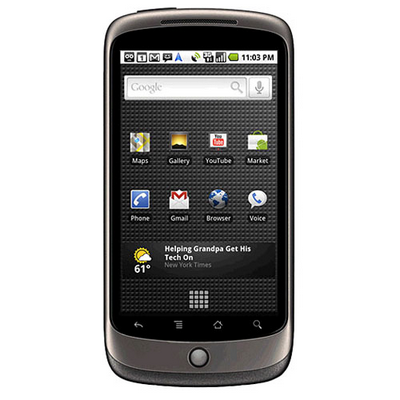 3G
11:03 PM
Google
Maps
Gallery
YouTube
Market
Phone
Gmail
Browser
Voice
Helping Grandpa Get His
Tech On
New York Times
61°